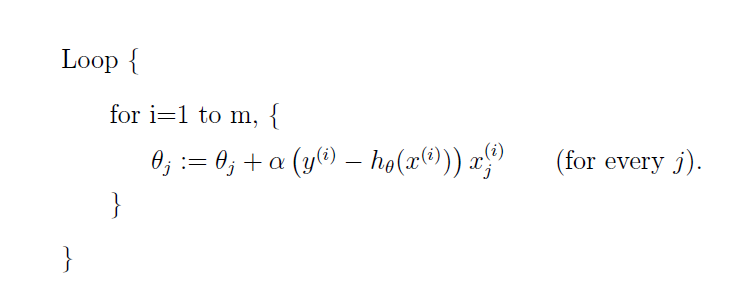 Loop {
for i=1 to m, {
θ_j := θ_j + α (y^{(i)} − h_θ(x^{(i)})) x_j^{(i)} (for every j).
}
}